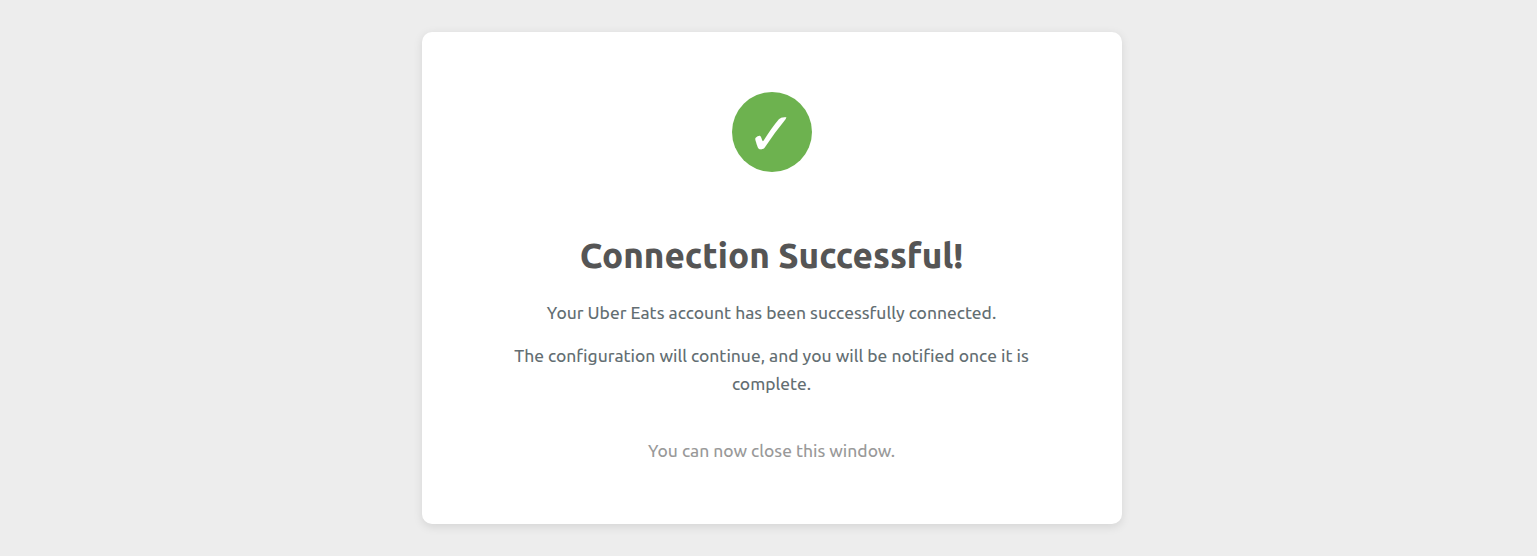 Connection Successful!
Your Uber Eats account has been successfully connected.
The configuration will continue, and you will be notified once it is
complete.
You can now close this window.